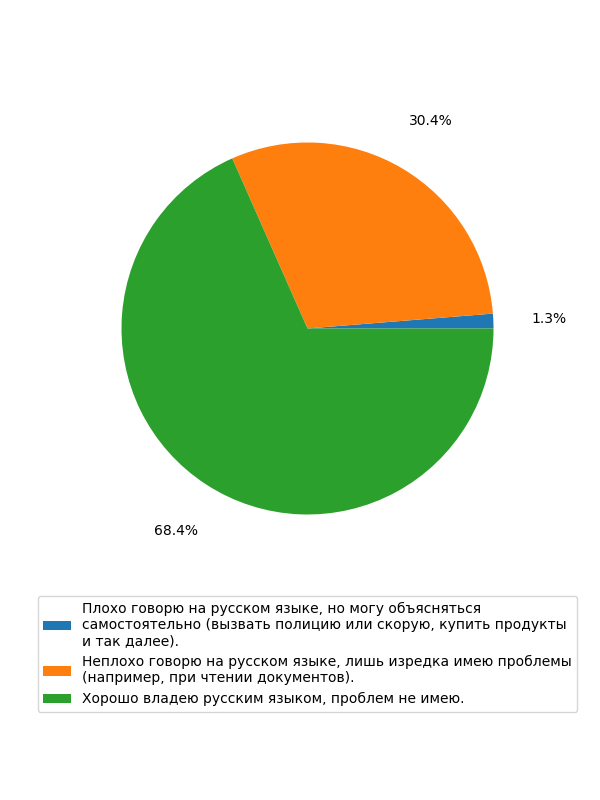 30.4%
1.3%
68.4%
Плохо говорю на русском языке, но могу объясняться
самостоятельно (вызвать полицию или скорую, купить продукты
и так далее).
Неплохо говорю на русском языке, лишь изредка имею проблемы
(например, при чтении документов).
Хорошо владею русским языком, проблем не имею.